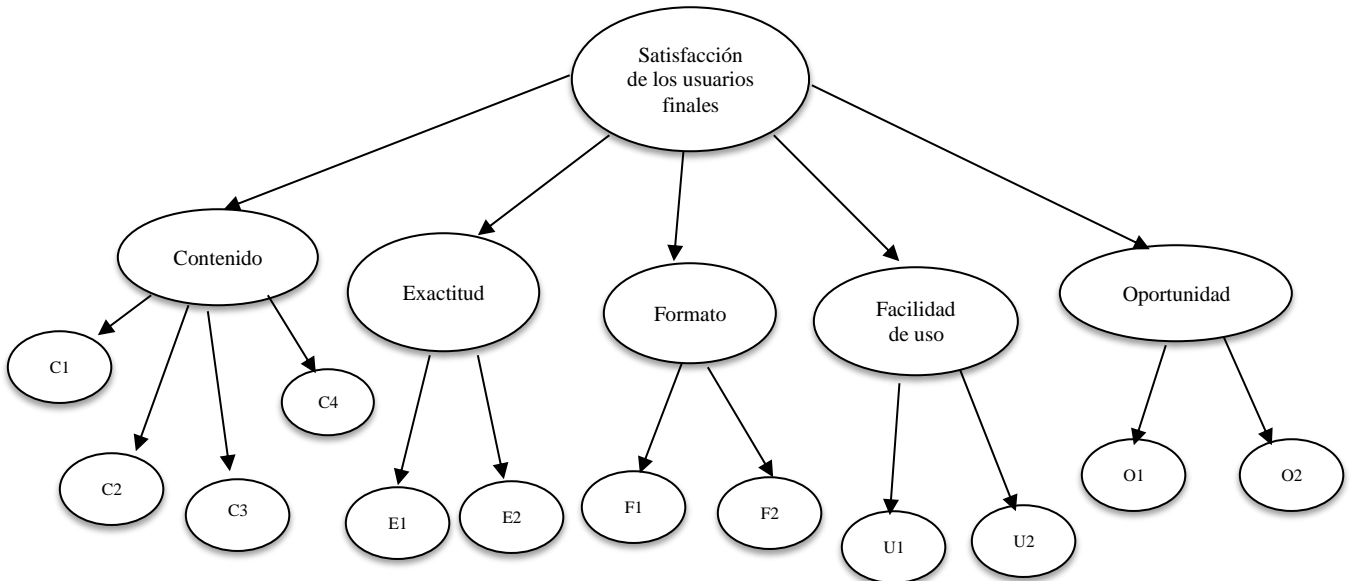 Satisfacción
de los usuarios
finales
Contenido
Exactitud
Formato
Facilidad
de uso
Oportunidad
C1
C2
C3
C4
E1
E2
F1
F2
U1
U2
O1
O2